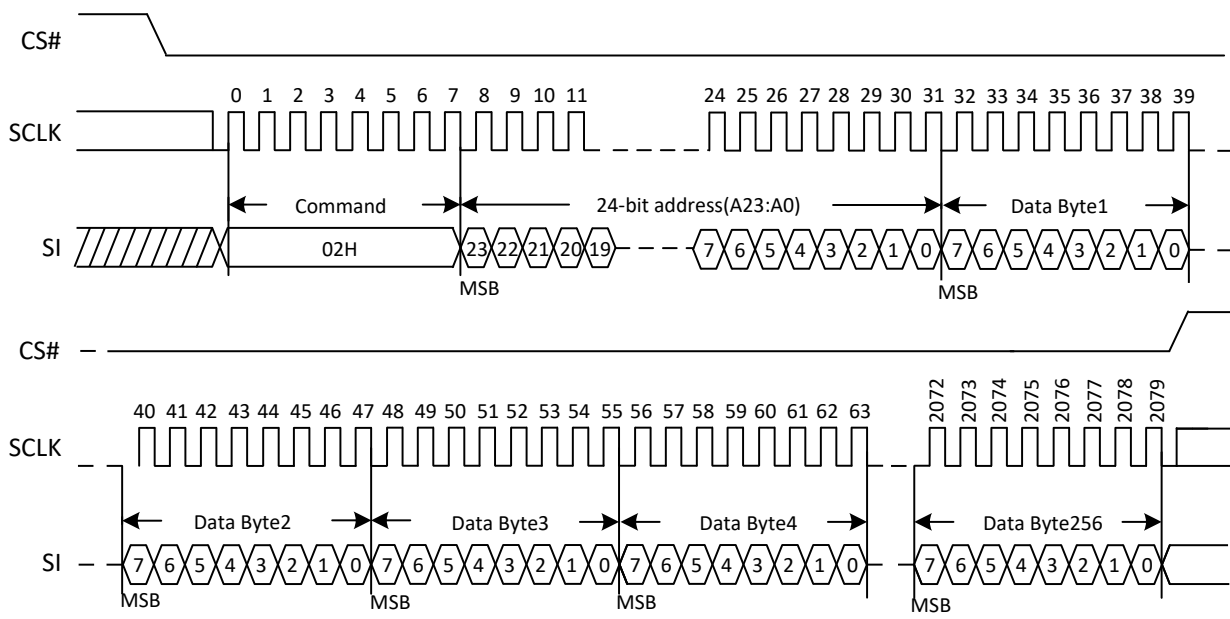 CS#
0 1 2 3 4 5 6 7 8 9 10 11 24 25 26 27 28 29 30 31 32 33 34 35 36 37 38 39
SCLK
Command 24-bit address(A23:A0) Data Byte1
SI 02H 23 22 21 20 19 7 6 5 4 3 2 1 0 7 6 5 4 3 2 1 0
MSB MSB
CS#
40 41 42 43 44 45 46 47 48 49 50 51 52 53 54 55 56 57 58 59 60 61 62 63 2072 2073 2074 2075 2076 2077 2078 2079
SCLK
Data Byte2 Data Byte3 Data Byte4 Data Byte256
SI 7 6 5 4 3 2 1 0 7 6 5 4 3 2 1 0 7 6 5 4 3 2 1 0 7 6 5 4 3 2 1 0
MSB MSB MSB MSB